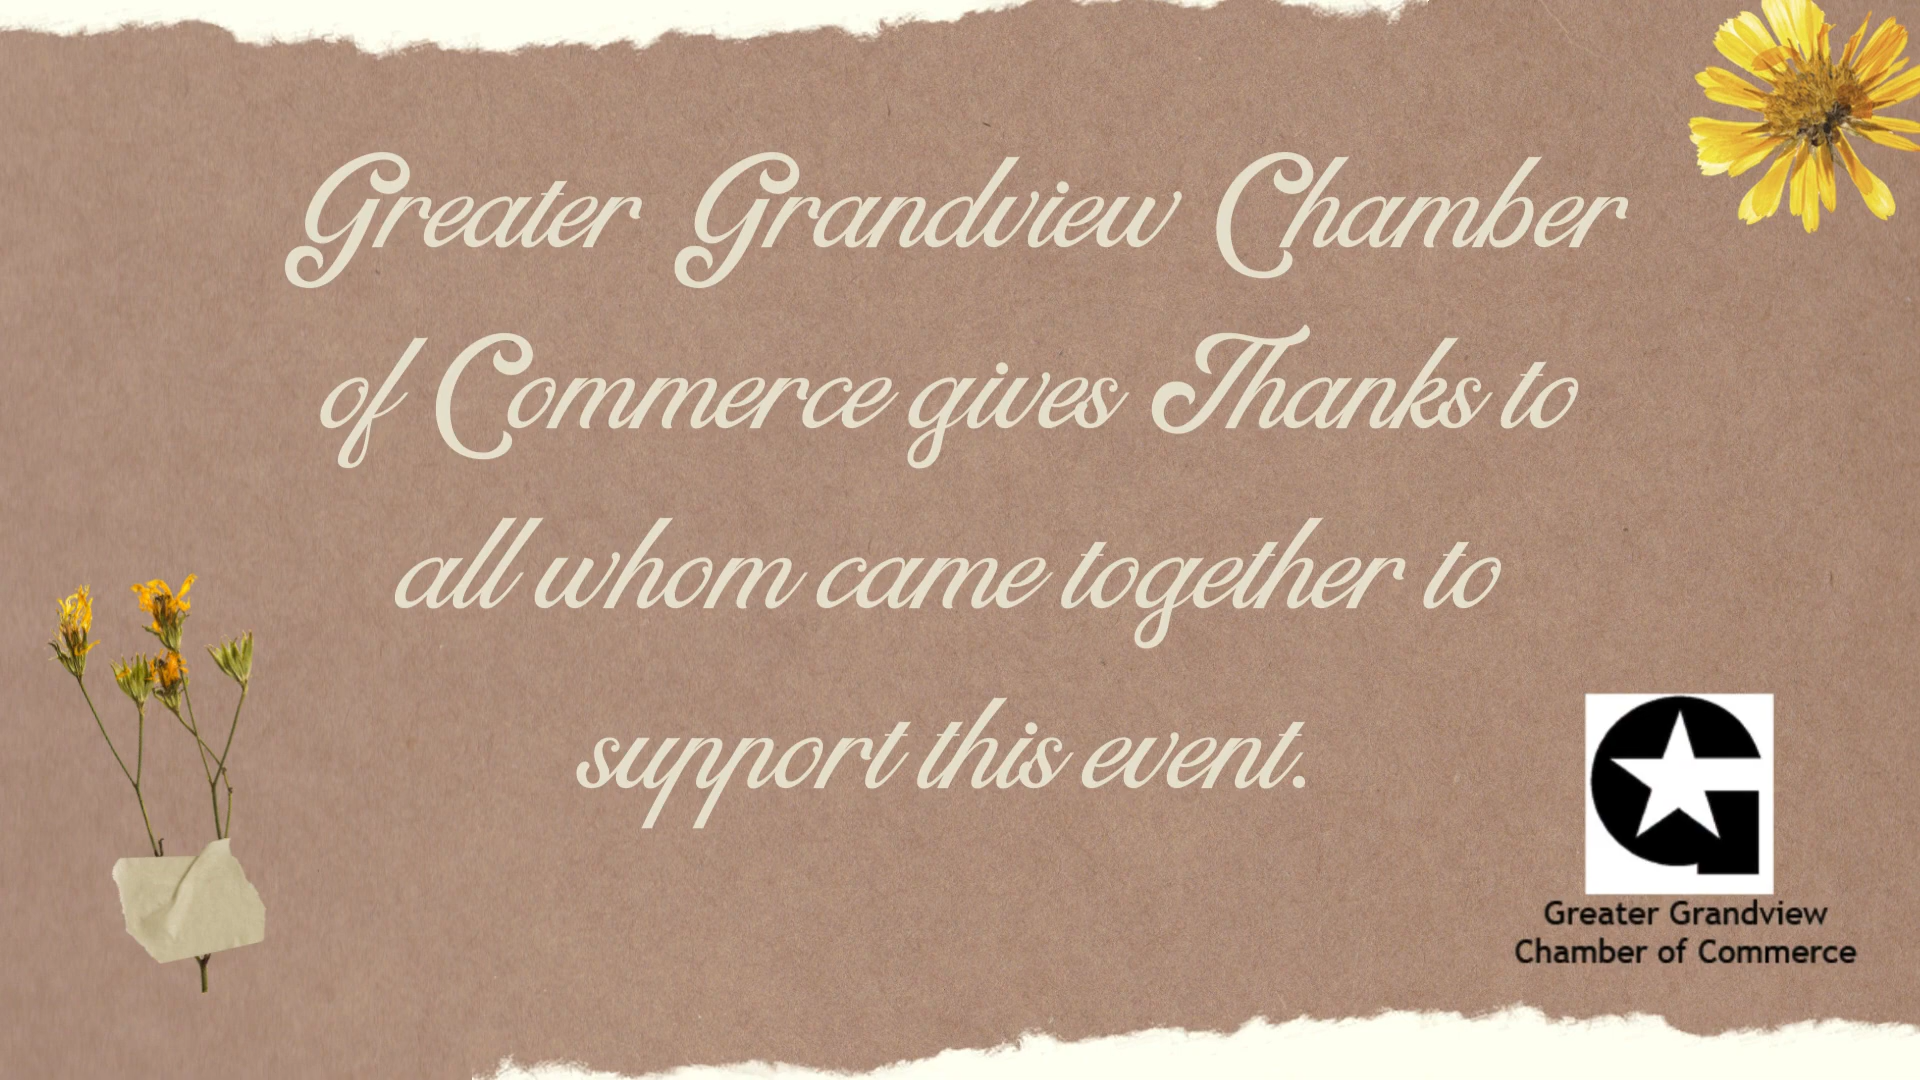 Greater Grandview Chamber
of Commerce gives Thanks to
all whom came together to
support this event.
Greater Grandview
Chamber of Commerce